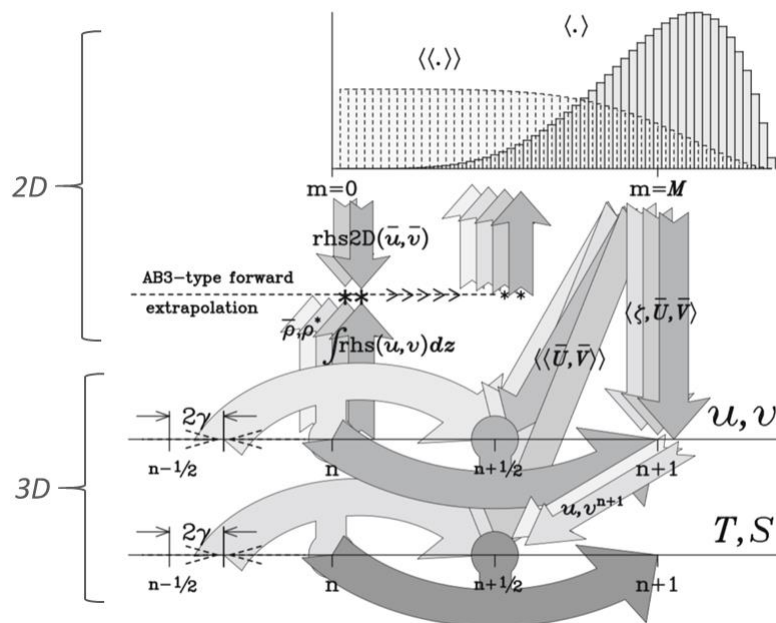 ⟨.⟩
⟨⟨.⟩⟩
2D
m=0
m=M
rhs2D(u̅,v̅)
AB3-type forward
extrapolation
** >>>>> **
ρ̅,ρ*
∫rhs(u,v)dz
⟨ζ,U̅,V̅⟩
⟨⟨U̅,V̅⟩⟩
3D
2γ
u,v
n-1/2
n
n+1/2
n+1
u,vⁿ⁺¹
2γ
T,S
n-1/2
n
n+1/2
n+1